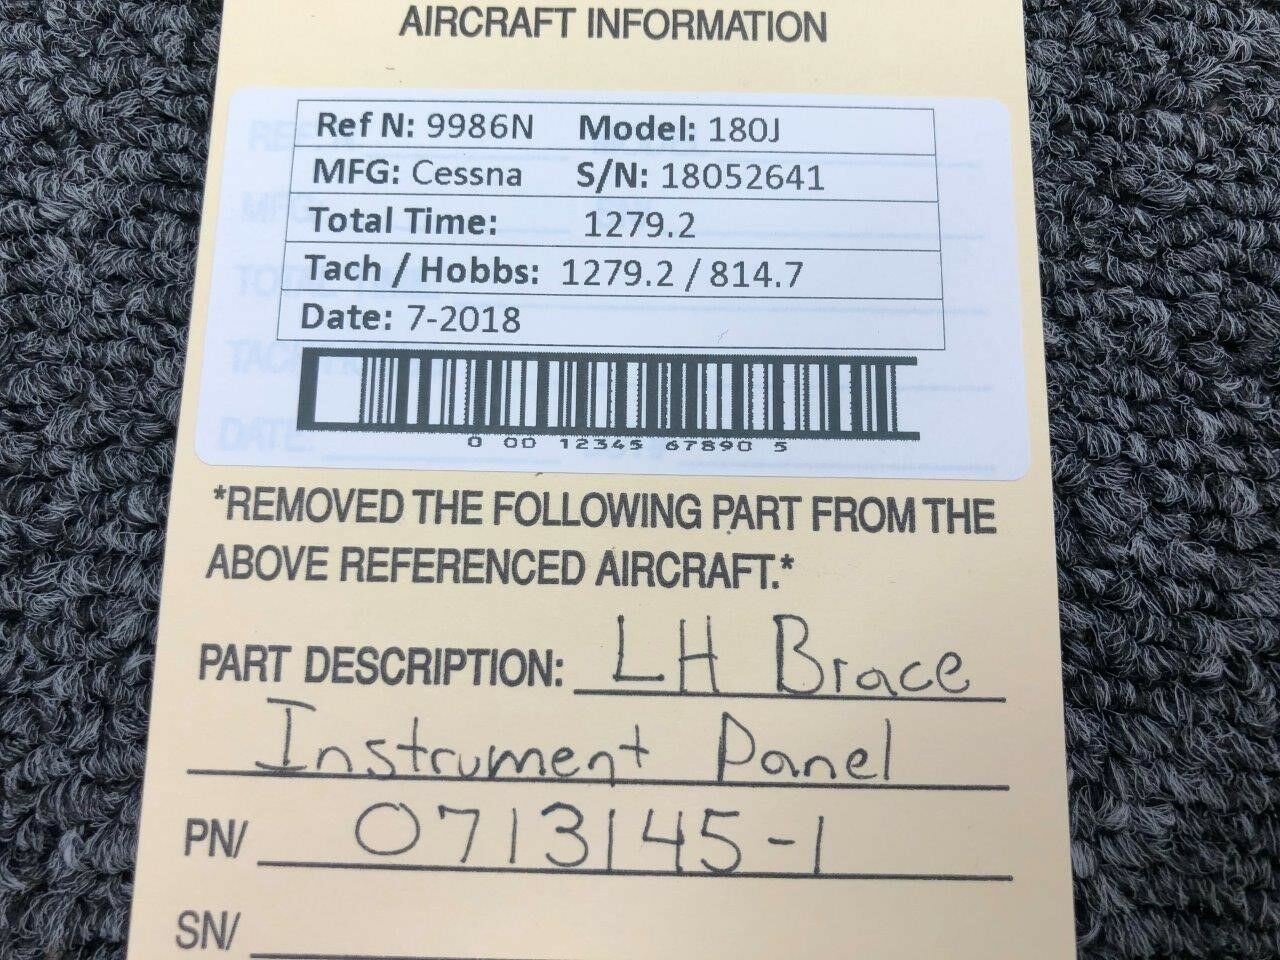 AIRCRAFT INFORMATION
Ref N: 9986N Model: 180J
MFG: Cessna S/N: 18052641
Total Time: 1279.2
Tach / Hobbs: 1279.2 / 814.7
Date: 7-2018
0 00 12345 67890 5
*REMOVED THE FOLLOWING PART FROM THE
ABOVE REFERENCED AIRCRAFT.*
PART DESCRIPTION: LH Brace
Instrument Panel
PN/ 0713145-1
SN/